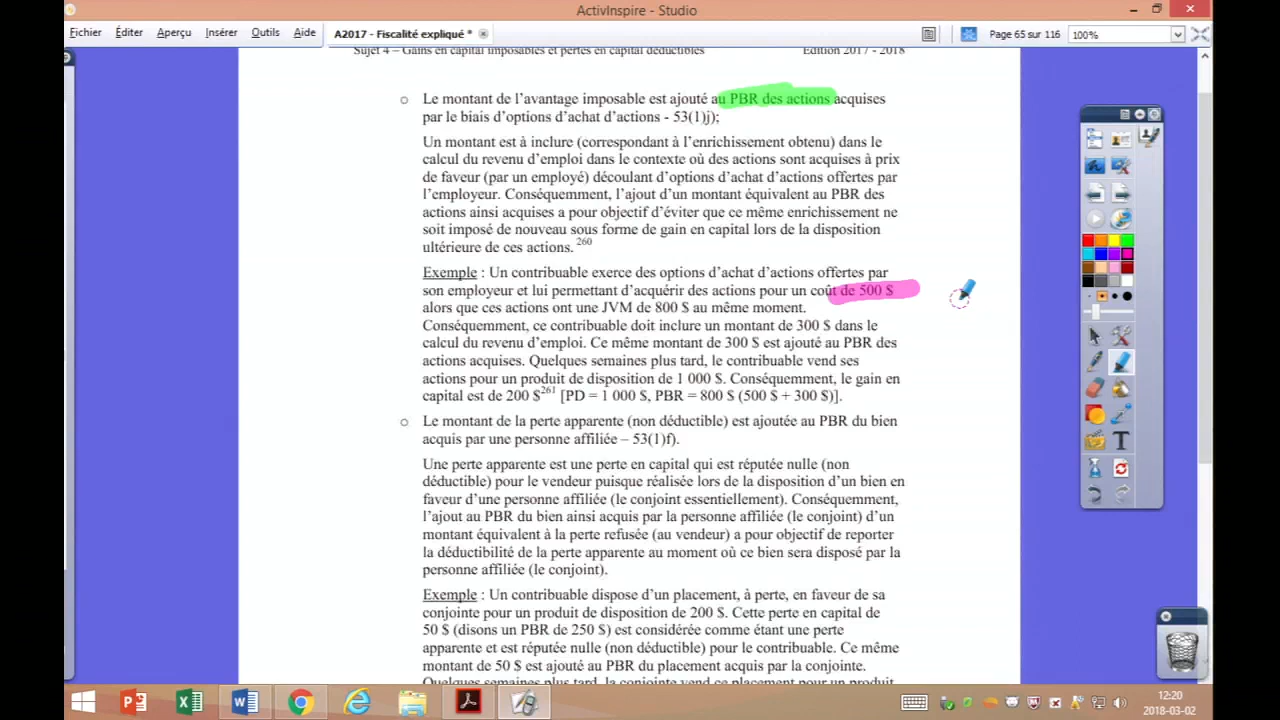 ActivInspire - Studio
Fichier Éditer Aperçu Insérer Outils Aide A2017 - Fiscalité expliqué * Page 65 sur 116 100%
Sujet 4 – Gains en capital imposables et pertes en capital déductibles Édition 2017 - 2018
o Le montant de l’avantage imposable est ajouté au PBR des actions acquises
par le biais d’options d’achat d’actions - 53(1)j);
Un montant est à inclure (correspondant à l’enrichissement obtenu) dans le
calcul du revenu d’emploi dans le contexte où des actions sont acquises à prix
de faveur (par un employé) découlant d’options d’achat d’actions offertes par
l’employeur. Conséquemment, l’ajout d’un montant équivalent au PBR des
actions ainsi acquises a pour objectif d’éviter que ce même enrichissement ne
soit imposé de nouveau sous forme de gain en capital lors de la disposition
ultérieure de ces actions. 260
Exemple : Un contribuable exerce des options d’achat d’actions offertes par
son employeur et lui permettant d’acquérir des actions pour un coût de 500 $
alors que ces actions ont une JVM de 800 $ au même moment.
Conséquemment, ce contribuable doit inclure un montant de 300 $ dans le
calcul du revenu d’emploi. Ce même montant de 300 $ est ajouté au PBR des
actions acquises. Quelques semaines plus tard, le contribuable vend ses
actions pour un produit de disposition de 1 000 $. Conséquemment, le gain en
capital est de 200 $261 [PD = 1 000 $, PBR = 800 $ (500 $ + 300 $)].
o Le montant de la perte apparente (non déductible) est ajoutée au PBR du bien
acquis par une personne affiliée – 53(1)f).
Une perte apparente est une perte en capital qui est réputée nulle (non
déductible) pour le vendeur puisque réalisée lors de la disposition d’un bien en
faveur d’une personne affiliée (le conjoint essentiellement). Conséquemment,
l’ajout au PBR du bien ainsi acquis par la personne affiliée (le conjoint) d’un
montant équivalent à la perte refusée (au vendeur) a pour objectif de reporter
la déductibilité de la perte apparente au moment où ce bien sera disposé par la
personne affiliée (le conjoint).
Exemple : Un contribuable dispose d’un placement, à perte, en faveur de sa
conjointe pour un produit de disposition de 200 $. Cette perte en capital de
50 $ (disons un PBR de 250 $) est considérée comme étant une perte
apparente et est réputée nulle (non déductible) pour le contribuable. Ce même
montant de 50 $ est ajouté au PBR du placement acquis par la conjointe.
Quelques semaines plus tard, la conjointe vend ce placement pour un produit
12:20
2018-03-02